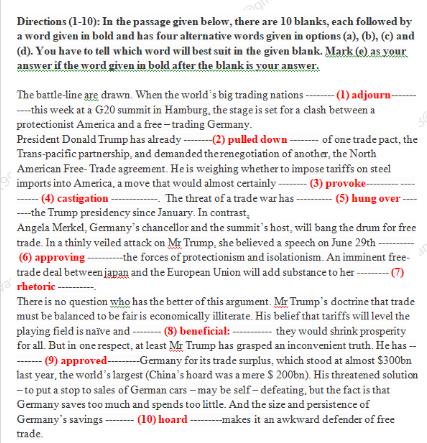 Directions (1-10): In the passage given below, there are 10 blanks, each followed by
a word given in bold and has four alternative words given in options (a), (b), (c) and
(d). You have to tell which word will best suit in the given blank. Mark (e) as your
answer if the word given in bold after the blank is your answer.
The battle-line are drawn. When the world's big trading nations -------- (1) adjourn-------
----this week at a G20 summit in Hamburg, the stage is set for a clash between a
protectionist America and a free – trading Germany.
President Donald Trump has already --------(2) pulled down -------- of one trade pact, the
Trans-pacific partnership, and demanded therenegotiation of another, the North
American Free- Trade agreement. He is weighing whether to impose tariffs on steel
imports into America, a move that would almost certainly -------- (3) provoke--------- ----
------ (4) castigation -------------. The threat of a trade war has --------- (5) hung over ----
----the Trump presidency since January. In contrast,
Angela Merkel, Germany's chancellor and the summit's host, will bang the drum for free
trade. In a thinly veiled attack on Mr Trump, she believed a speech on June 29th ----------
(6) approving ----------the forces of protectionism and isolationism. An imminent free-
trade deal between japan and the European Union will add substance to her --------- (7)
rhetoric ----------.
There is no question who has the better of this argument. Mr Trump's doctrine that trade
must be balanced to be fair is economically illiterate. His belief that tariffs will level the
playing field is naïve and -------- (8) beneficial: ----------- they would shrink prosperity
for all. But in one respect, at least Mr Trump has grasped an inconvenient truth. He has --
------- (9) approved---------Germany for its trade surplus, which stood at almost $300bn
last year, the world's largest (China's hoard was a mere $ 200bn). His threatened solution
– to put a stop to sales of German cars – may be self – defeating, but the fact is that
Germany saves too much and spends too little. And the size and persistence of
Germany's savings -------- (10) hoard ---------makes it an awkward defender of free
trade.